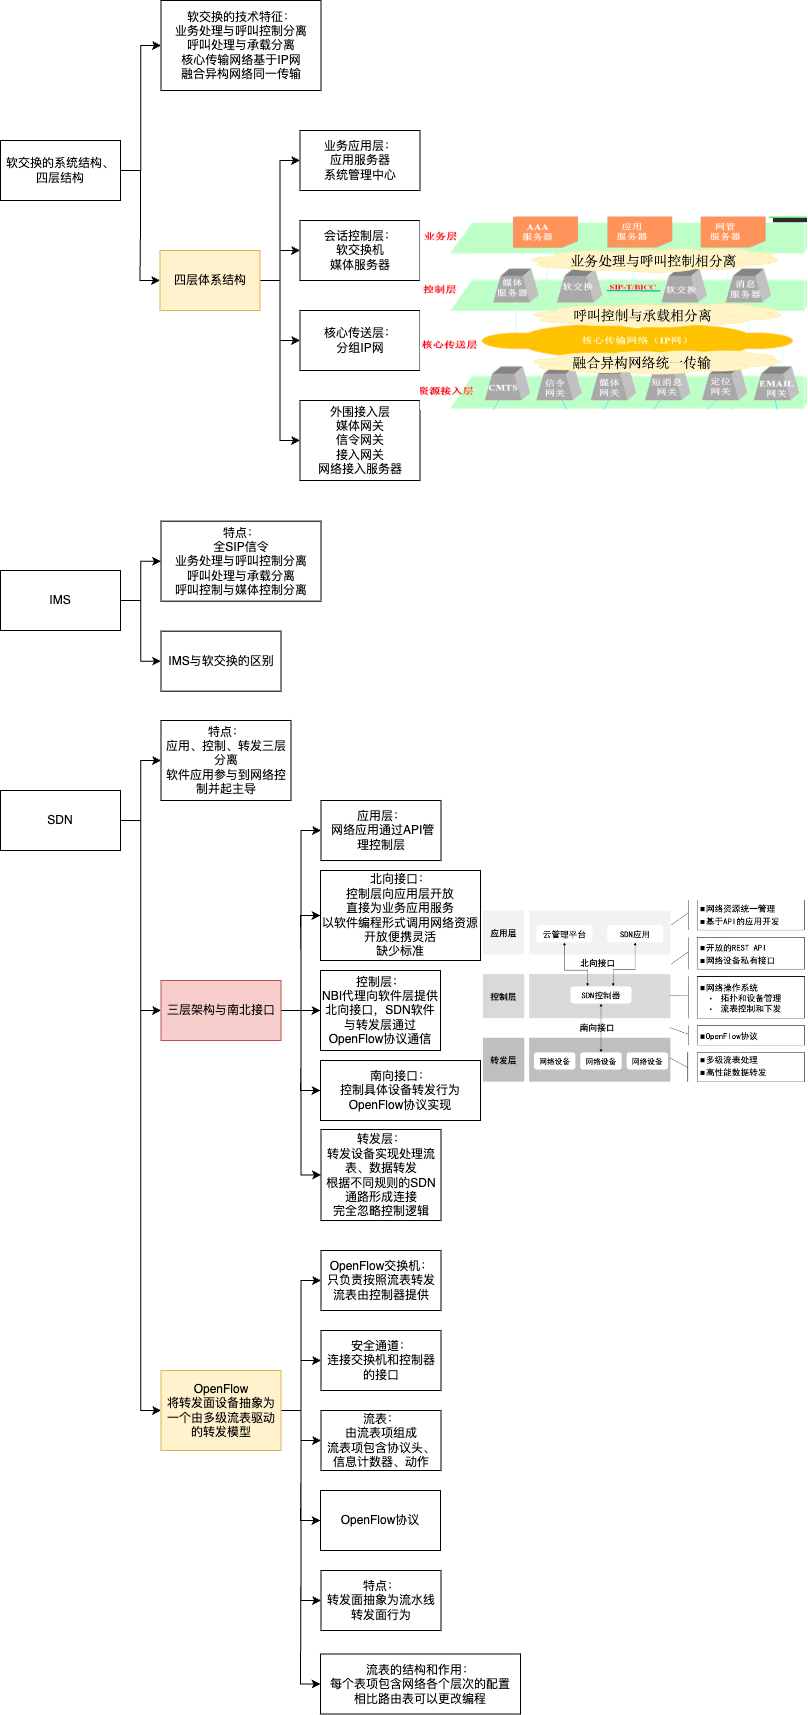 软交换的技术特征：
业务处理与呼叫控制分离
呼叫处理与承载分离
核心传输网络基于IP网
融合异构网络同一传输
软交换的系统结构、
四层结构
四层体系结构
业务应用层：
应用服务器
系统管理中心
会话控制层：
软交换机
媒体服务器
核心传送层：
分组IP网
外围接入层
媒体网关
信令网关
接入网关
网络接入服务器
业务层
AAA
服务器
应用
服务器
网管
服务器
业务处理与呼叫控制相分离
控制层
媒体
服务器
软交换
SIP-T/BICC
软交换
消息
服务器
呼叫控制与承载相分离
核心传送层
核心传输网络（IP网）
融合异构网络统一传输
资源接入层
CMTS
信令
网关
媒体
网关
短消息
网关
定位
网关
EMAIL
网关
IMS
特点：
全SIP信令
业务处理与呼叫控制分离
呼叫处理与承载分离
呼叫控制与媒体控制分离
IMS与软交换的区别
SDN
特点：
应用、控制、转发三层
分离
软件应用参与到网络控
制并起主导
三层架构与南北接口
应用层：
网络应用通过API管
理控制层
北向接口：
控制层向应用层开放
直接为业务应用服务
以软件编程形式调用网络资源
开放便携灵活
缺少标准
控制层：
NBI代理向软件层提供
北向接口，SDN软件
与转发层通过
OpenFlow协议通信
南向接口：
控制具体设备转发行为
OpenFlow协议实现
转发层：
转发设备实现处理流
表、数据转发
根据不同规则的SDN
通路形成连接
完全忽略控制逻辑
应用层
云管理平台
SDN应用
北向接口
控制层
SDN控制器
南向接口
转发层
网络设备
网络设备
网络设备
■网络资源统一管理
■基于API的应用开发
■开放的REST API
■网络设备私有接口
■网络操作系统
• 拓扑和设备管理
• 流表控制和下发
■OpenFlow协议
■多级流表处理
■高性能数据转发
OpenFlow
将转发面设备抽象为
一个由多级流表驱动
的转发模型
OpenFlow交换机：
只负责按照流表转发
流表由控制器提供
安全通道：
连接交换机和控制器
的接口
流表：
由流表项组成
流表项包含协议头、
信息计数器、动作
OpenFlow协议
特点：
转发面抽象为流水线
转发面行为
流表的结构和作用：
每个表项包含网络各个层次的配置
相比路由表可以更改编程